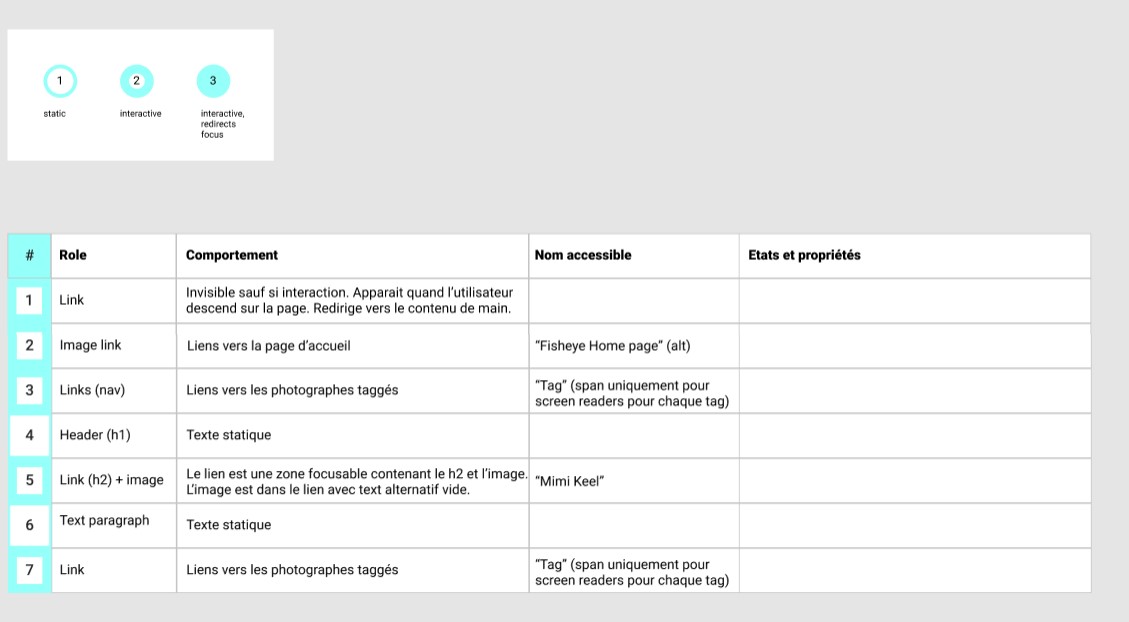 1
2
3
static
interactive
interactive,
redirects
focus
# Role Comportement Nom accessible Etats et propriétés
1 Link
Invisible sauf si interaction. Apparait quand l’utilisateur
descend sur la page. Redirige vers le contenu de main.
2 Image link Liens vers la page d’accueil “Fisheye Home page” (alt)
3 Links (nav) Liens vers les photographes taggés
“Tag” (span uniquement pour
screen readers pour chaque tag)
4 Header (h1) Texte statique
5 Link (h2) + image
Le lien est une zone focusable contenant le h2 et l’image.
L’image est dans le lien avec text alternatif vide.
“Mimi Keel”
6 Text paragraph Texte statique
7 Link Liens vers les photographes taggés
“Tag” (span uniquement pour
screen readers pour chaque tag)